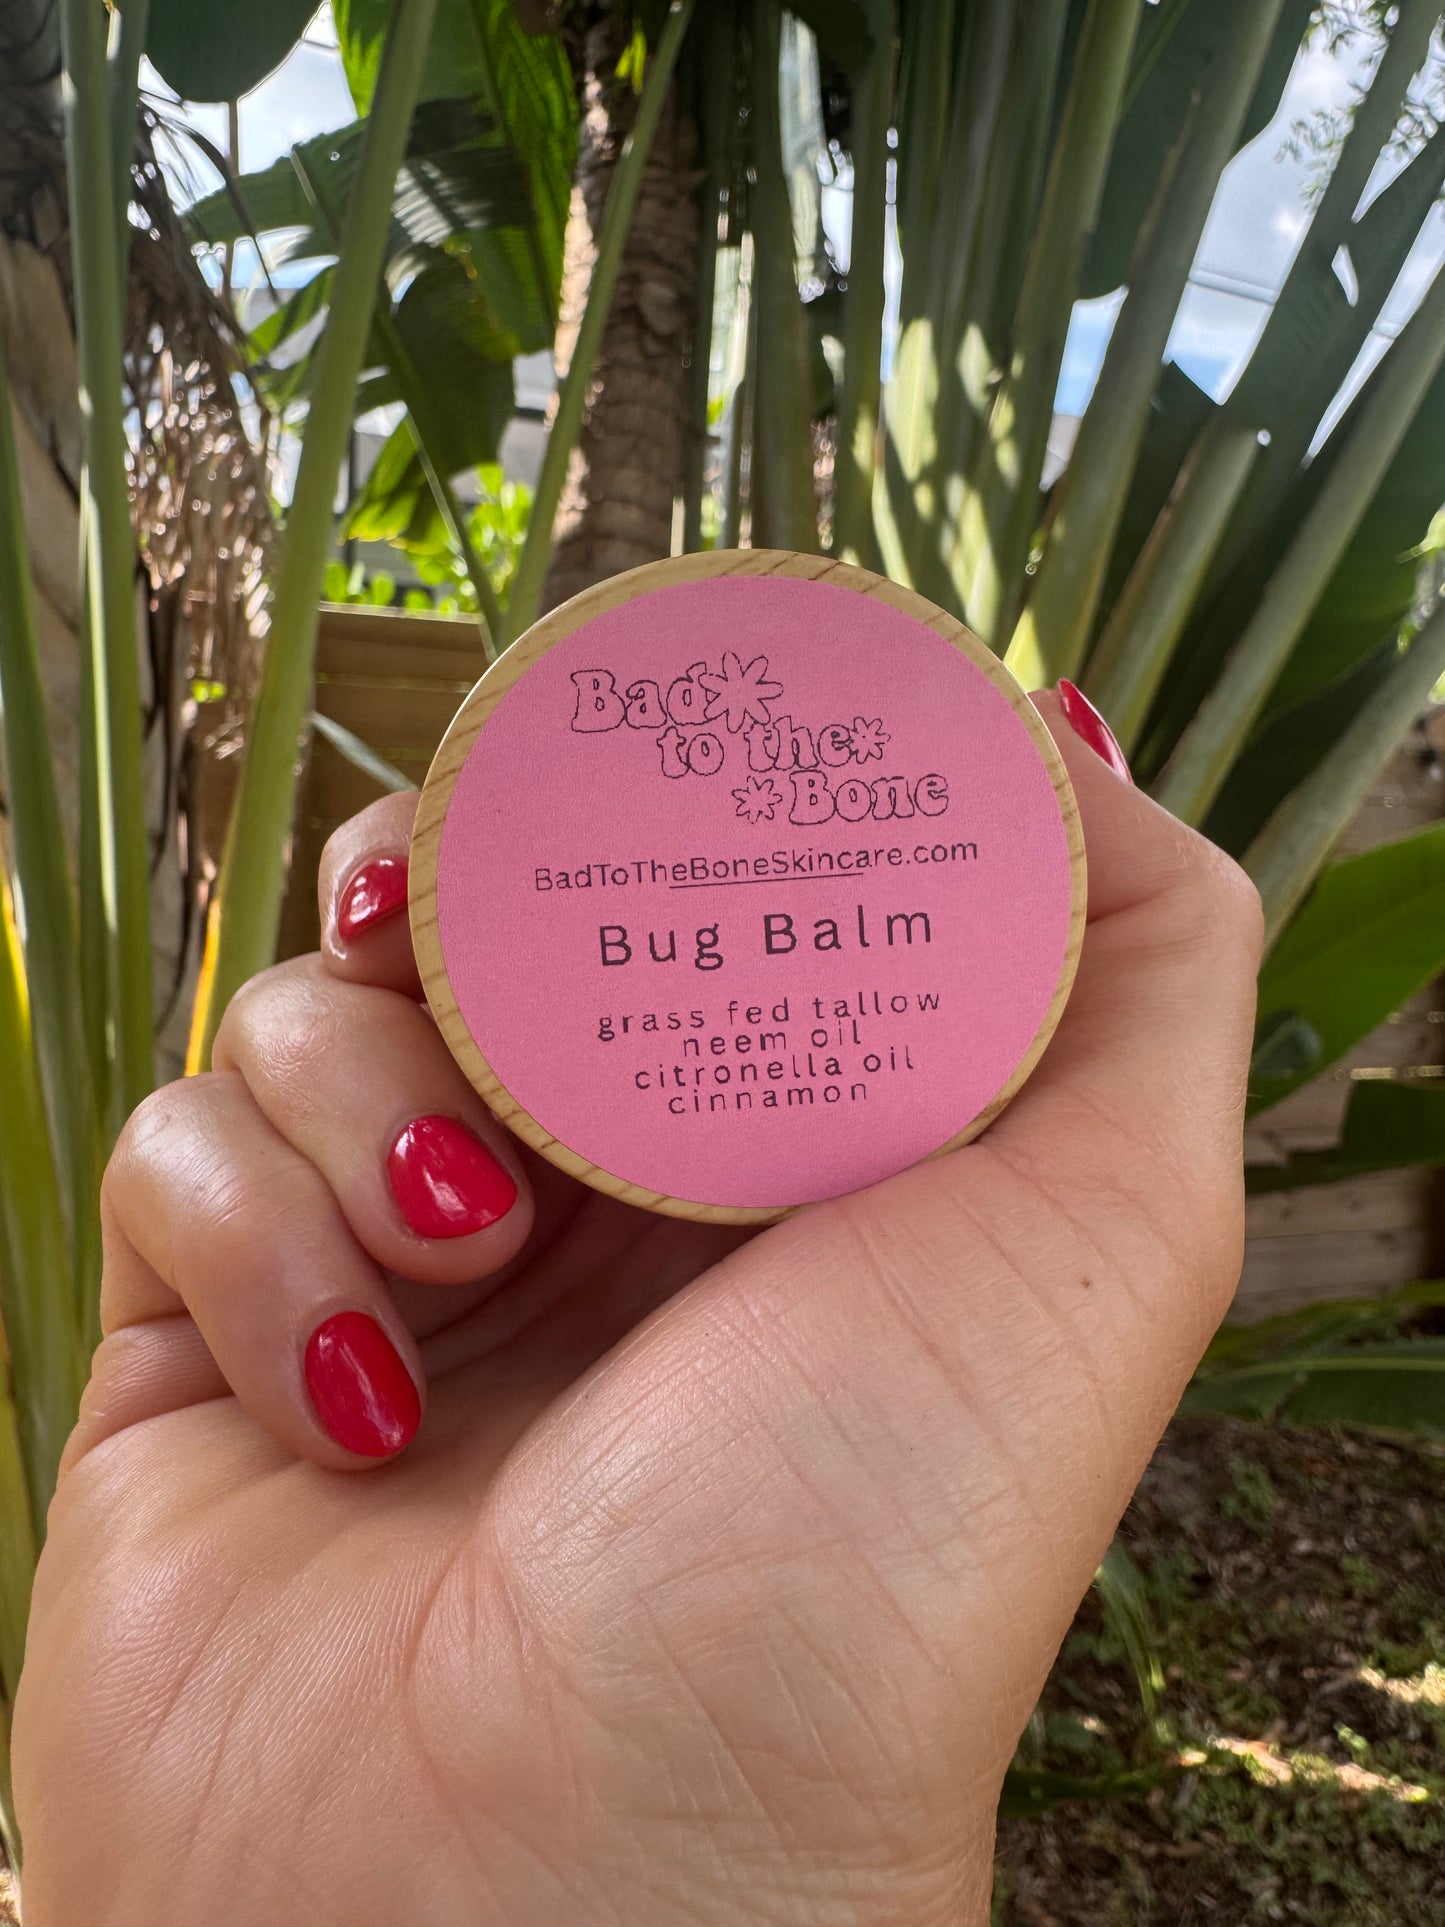 Bad
to the
Bone
BadToTheBoneSkincare.com
Bug Balm
grass fed tallow
neem oil
citronella oil
cinnamon